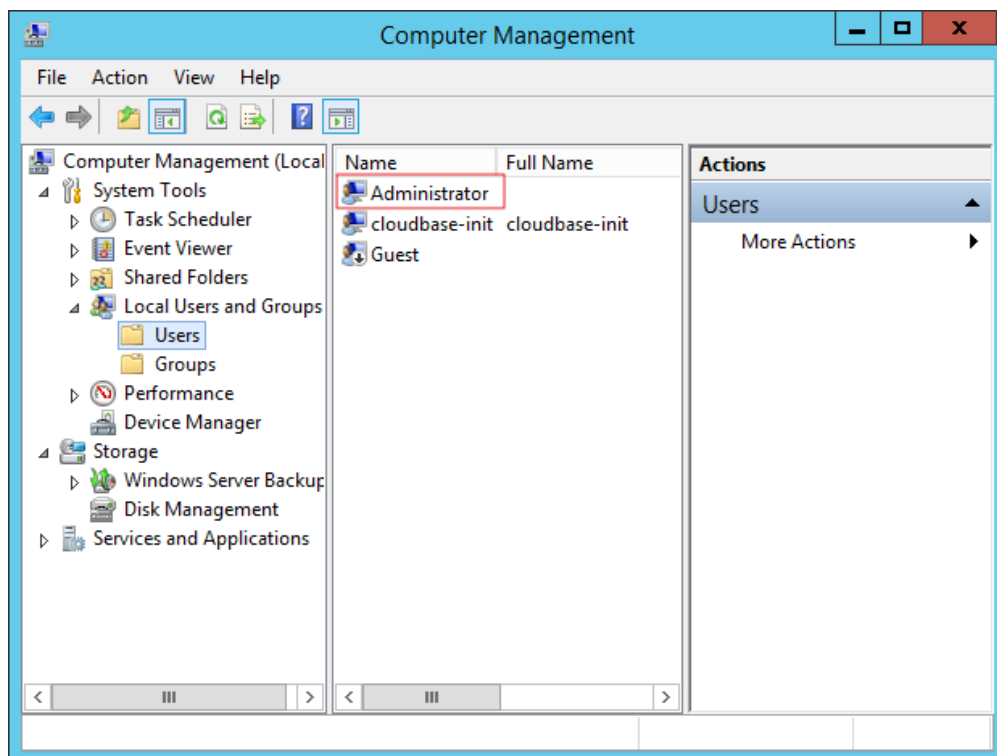 Computer Management
File Action View Help
Computer Management (Local
System Tools
Task Scheduler
Event Viewer
Shared Folders
Local Users and Groups
Users
Groups
Performance
Device Manager
Storage
Windows Server Backup
Disk Management
Services and Applications
Name Full Name
Administrator
cloudbase-init cloudbase-init
Guest
Actions
Users
More Actions